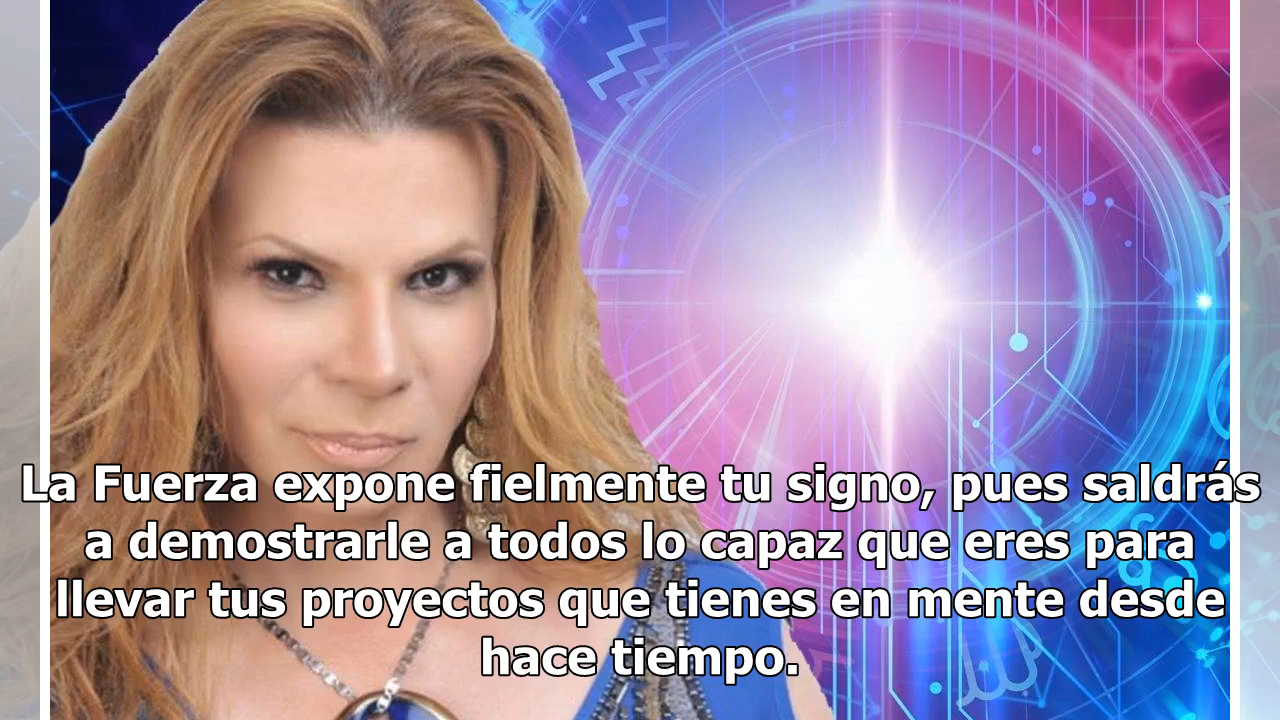 La Fuerza expone fielmente tu signo, pues saldrás
a demostrarle a todos lo capaz que eres para
llevar tus proyectos que tienes en mente desde
hace tiempo.